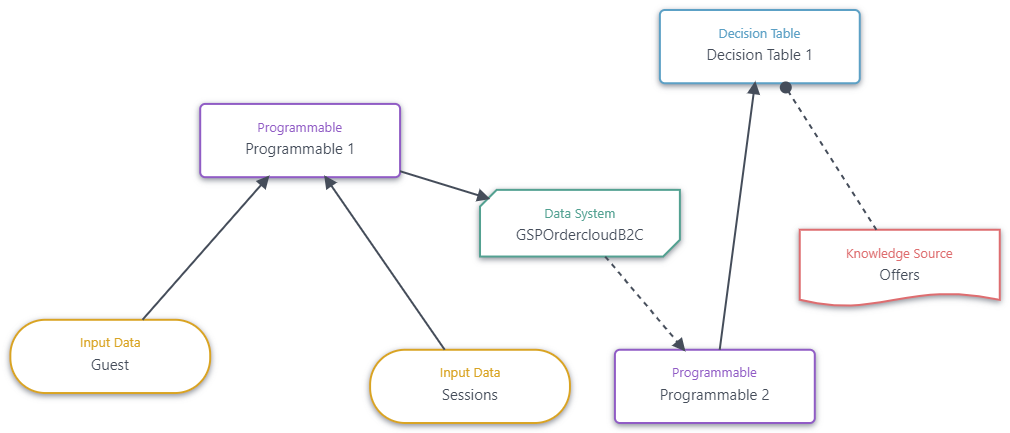 Decision Table
Decision Table 1
Programmable
Programmable 1
Data System
GSPOrdercloudB2C
Knowledge Source
Offers
Input Data
Guest
Input Data
Sessions
Programmable
Programmable 2